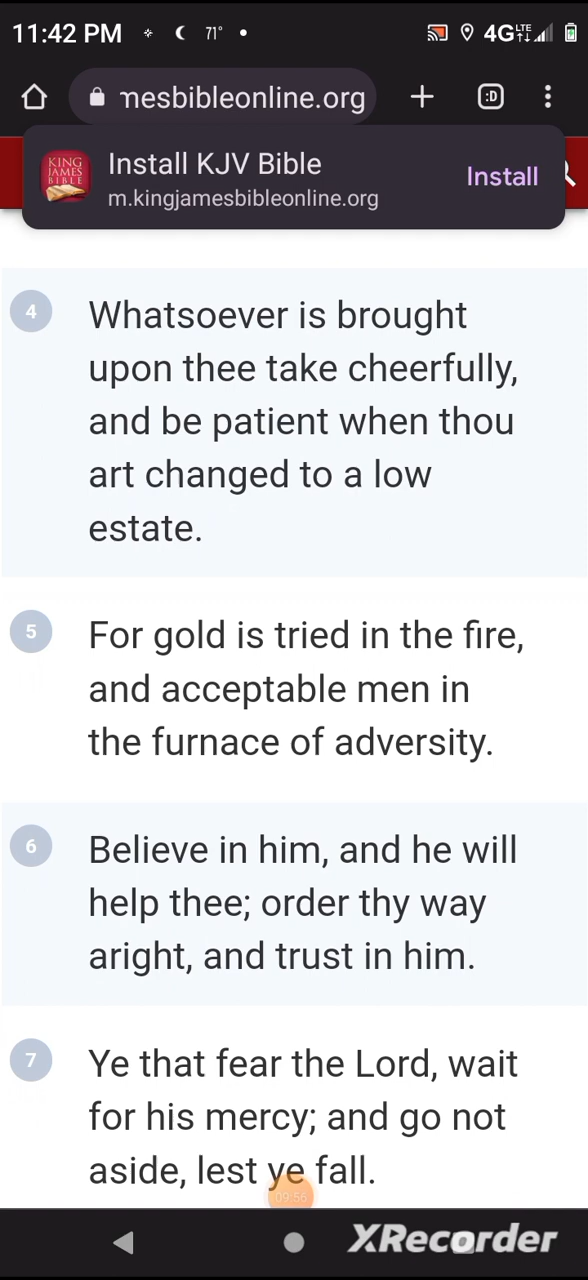 11:42 PM 71°
4G LTE
mesbibleonline.org + :D
KING JAMES BIBLE
Install KJV Bible
m.kingjamesbibleonline.org
Install
4
Whatsoever is brought
upon thee take cheerfully,
and be patient when thou
art changed to a low
estate.
5
For gold is tried in the fire,
and acceptable men in
the furnace of adversity.
6
Believe in him, and he will
help thee; order thy way
aright, and trust in him.
7
Ye that fear the Lord, wait
for his mercy; and go not
aside, lest ye fall.
09:56
XRecorder